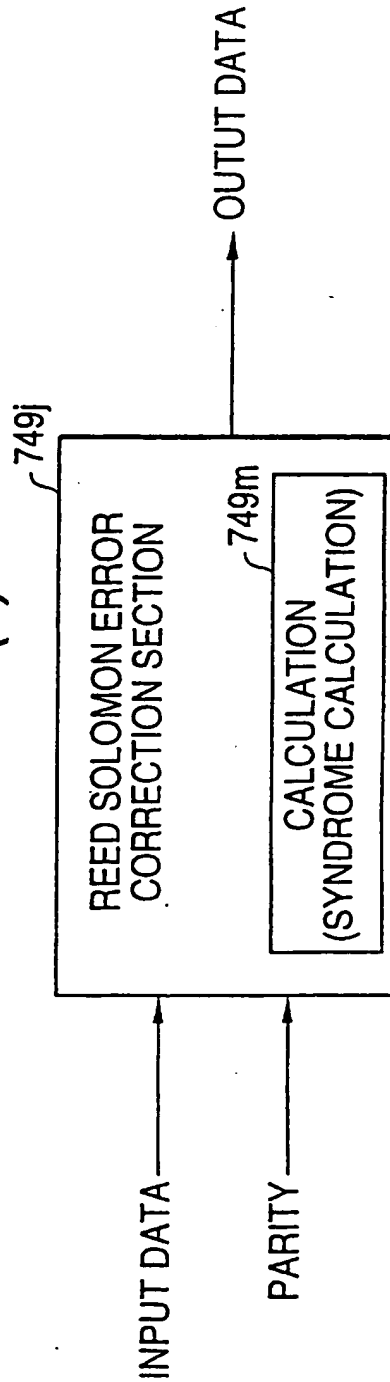 749j
REED SOLOMON ERROR
CORRECTION SECTION
749m
CALCULATION
(SYNDROME CALCULATION)
INPUT DATA
PARITY
OUTUT DATA